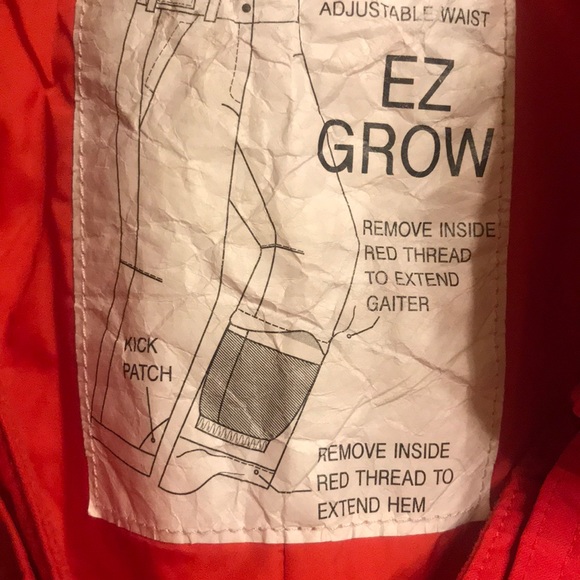 ADJUSTABLE WAIST
EZ
GROW
REMOVE INSIDE
RED THREAD
TO EXTEND
GAITER
KICK
PATCH
REMOVE INSIDE
RED THREAD TO
EXTEND HEM